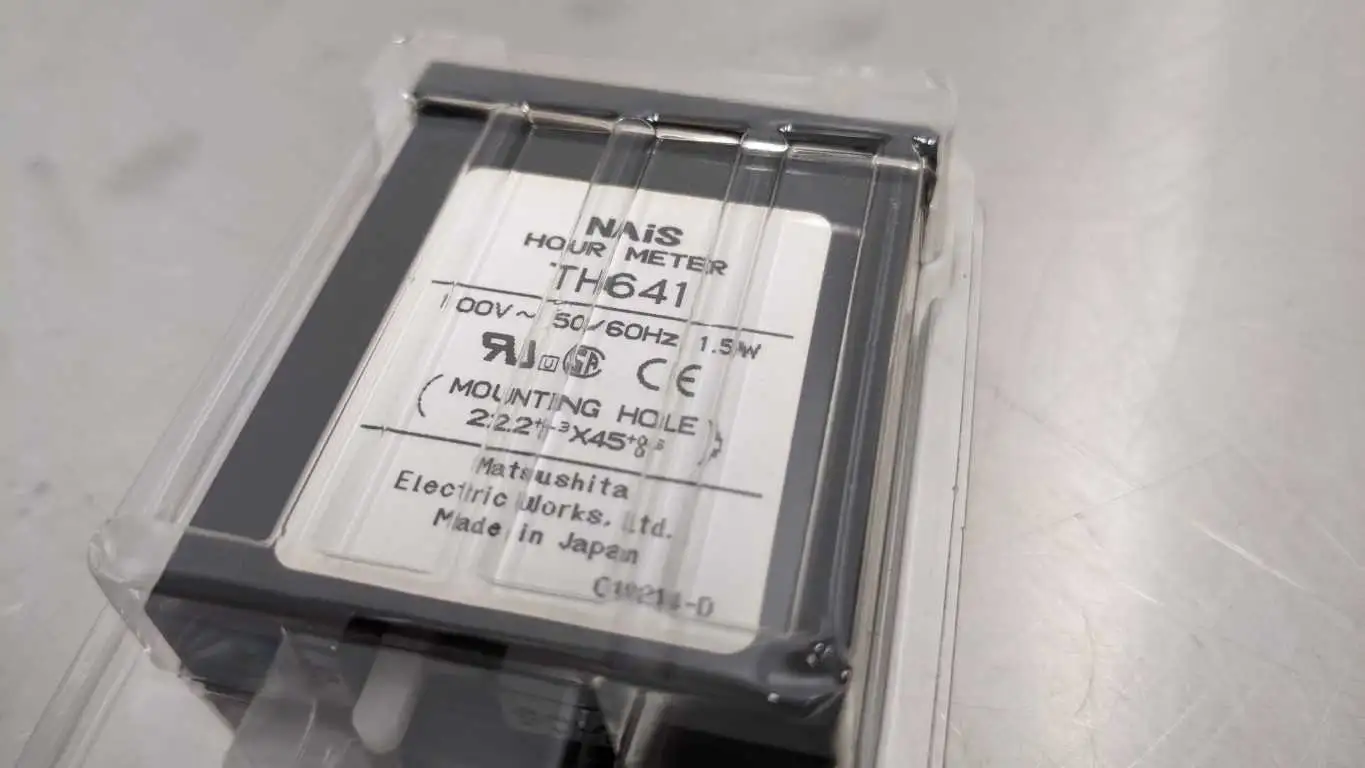 NAiS
HOUR METER
TH641
100V~ 50/60Hz 1.5W
CE
(MOUNTING HOLE)
Matsushita
Electric Works, Ltd.
Made in Japan